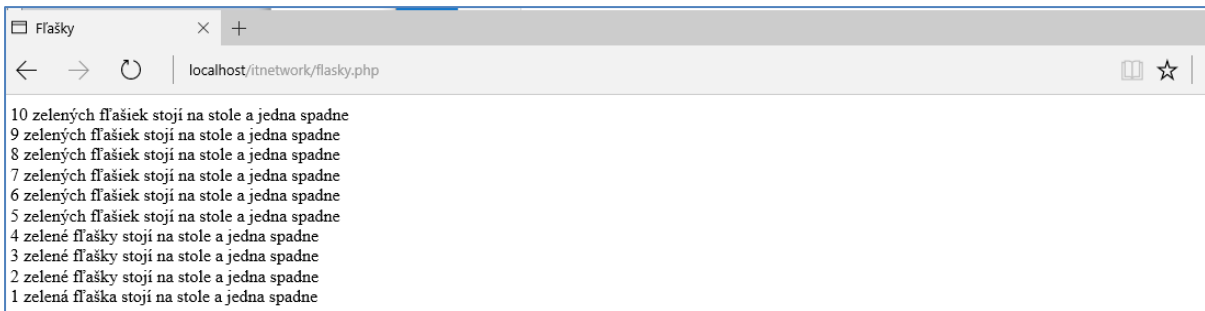 Fľašky
localhost/itnetwork/flasky.php
10 zelených fľašiek stojí na stole a jedna spadne
9 zelených fľašiek stojí na stole a jedna spadne
8 zelených fľašiek stojí na stole a jedna spadne
7 zelených fľašiek stojí na stole a jedna spadne
6 zelených fľašiek stojí na stole a jedna spadne
5 zelených fľašiek stojí na stole a jedna spadne
4 zelené fľašky stojí na stole a jedna spadne
3 zelené fľašky stojí na stole a jedna spadne
2 zelené fľašky stojí na stole a jedna spadne
1 zelená fľaška stojí na stole a jedna spadne